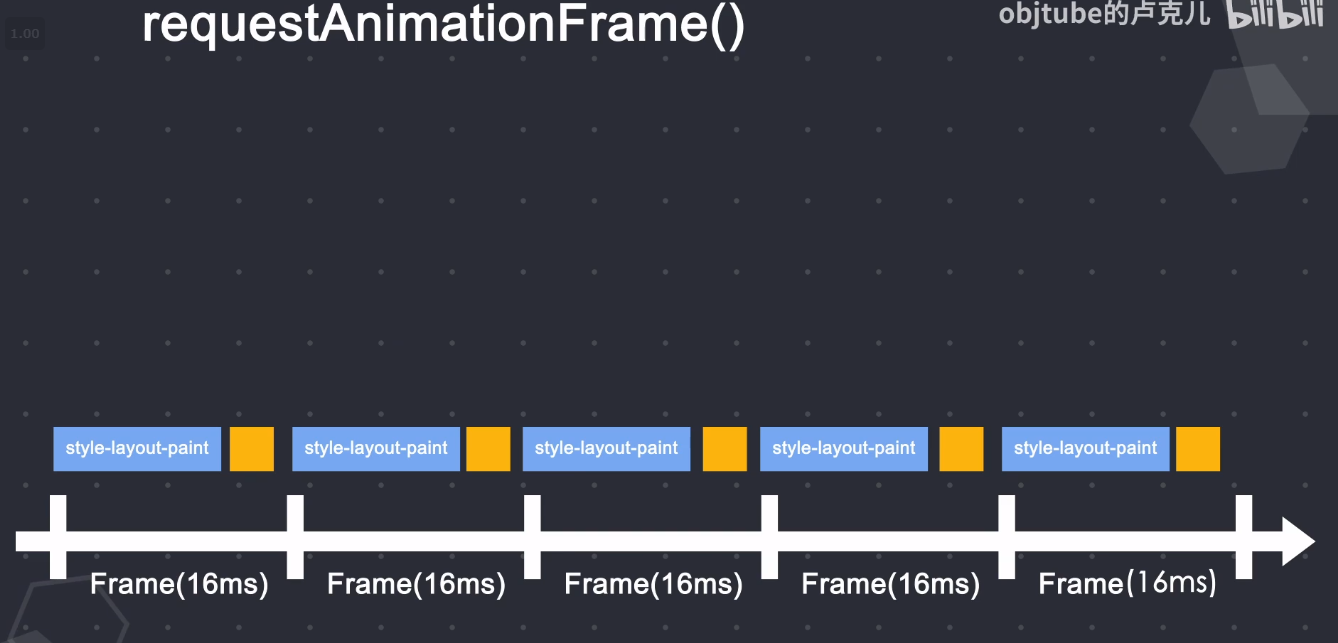 requestAnimationFrame()
objtube的卢克儿 bilibili
1.00
style-layout-paint style-layout-paint style-layout-paint style-layout-paint style-layout-paint
Frame(16ms) Frame(16ms) Frame(16ms) Frame(16ms) Frame(16ms)